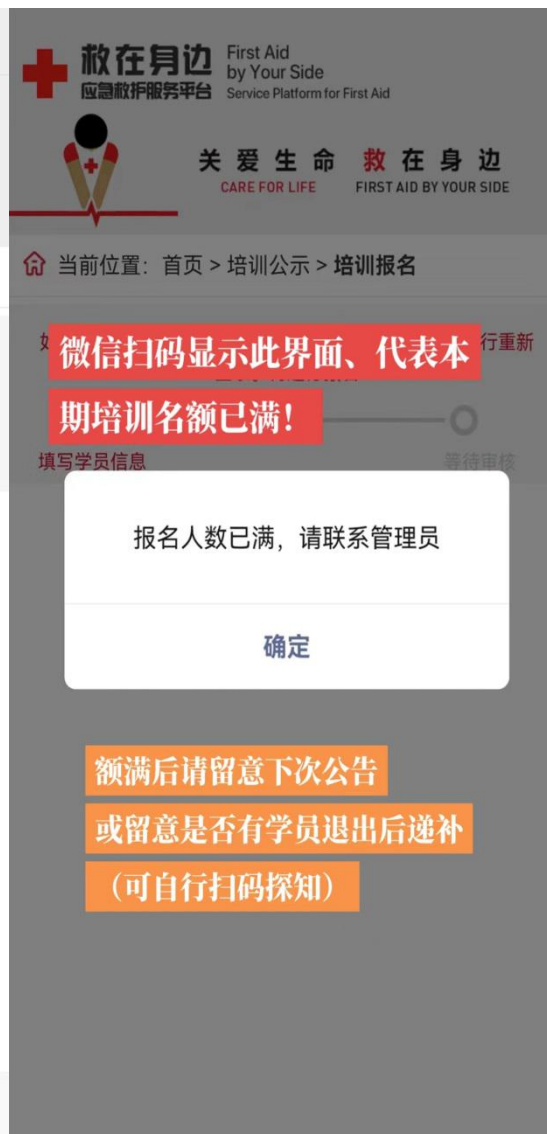 救在身边
应急救护服务平台
First Aid
by Your Side
Service Platform for First Aid
关爱生命 救在身边
CARE FOR LIFE FIRST AID BY YOUR SIDE
当前位置：首页 > 培训公示 > 培训报名
行重新
微信扫码显示此界面、代表本
期培训名额已满！
填写学员信息 等待审核
报名人数已满，请联系管理员
确定
额满后请留意下次公告
或留意是否有学员退出后递补
（可自行扫码探知）